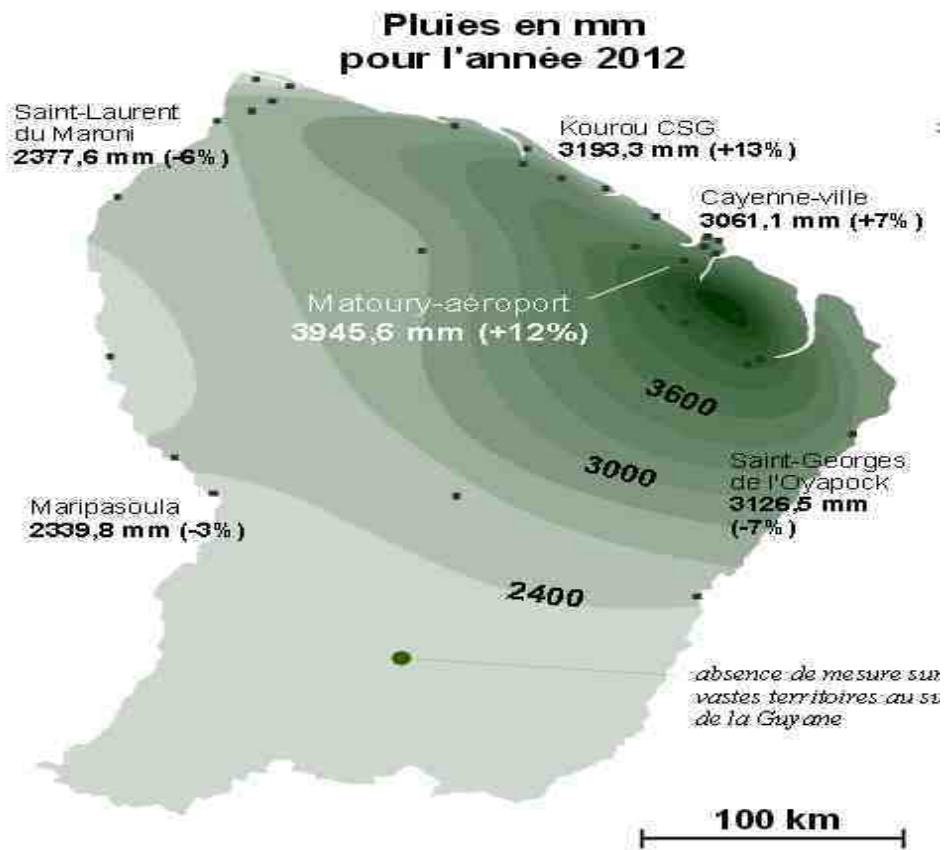 Pluies en mm
pour l'année 2012
Saint-Laurent
du Maroni
2377,6 mm (-6%)
Kourou CSG
3193,3 mm (+13%)
Cayenne-ville
3061,1 mm (+7%)
Matoury-aéroport
3945,6 mm (+12%)
3600
3000
Saint-Georges
de l'Oyapock
3126,5 mm
(-7%)
Maripasoula
2339,8 mm (-3%)
2400
absence de mesure sur
vastes territoires au
de la Guyane
100 km